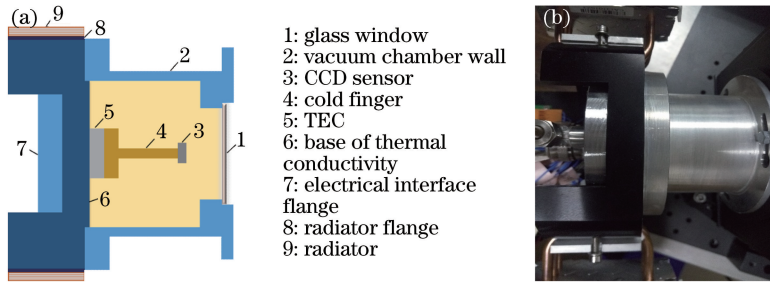 (a)
9
8
2
5
4
3
1
7
6
1: glass window
2: vacuum chamber wall
3: CCD sensor
4: cold finger
5: TEC
6: base of thermal
conductivity
7: electrical interface
flange
8: radiator flange
9: radiator
(b)